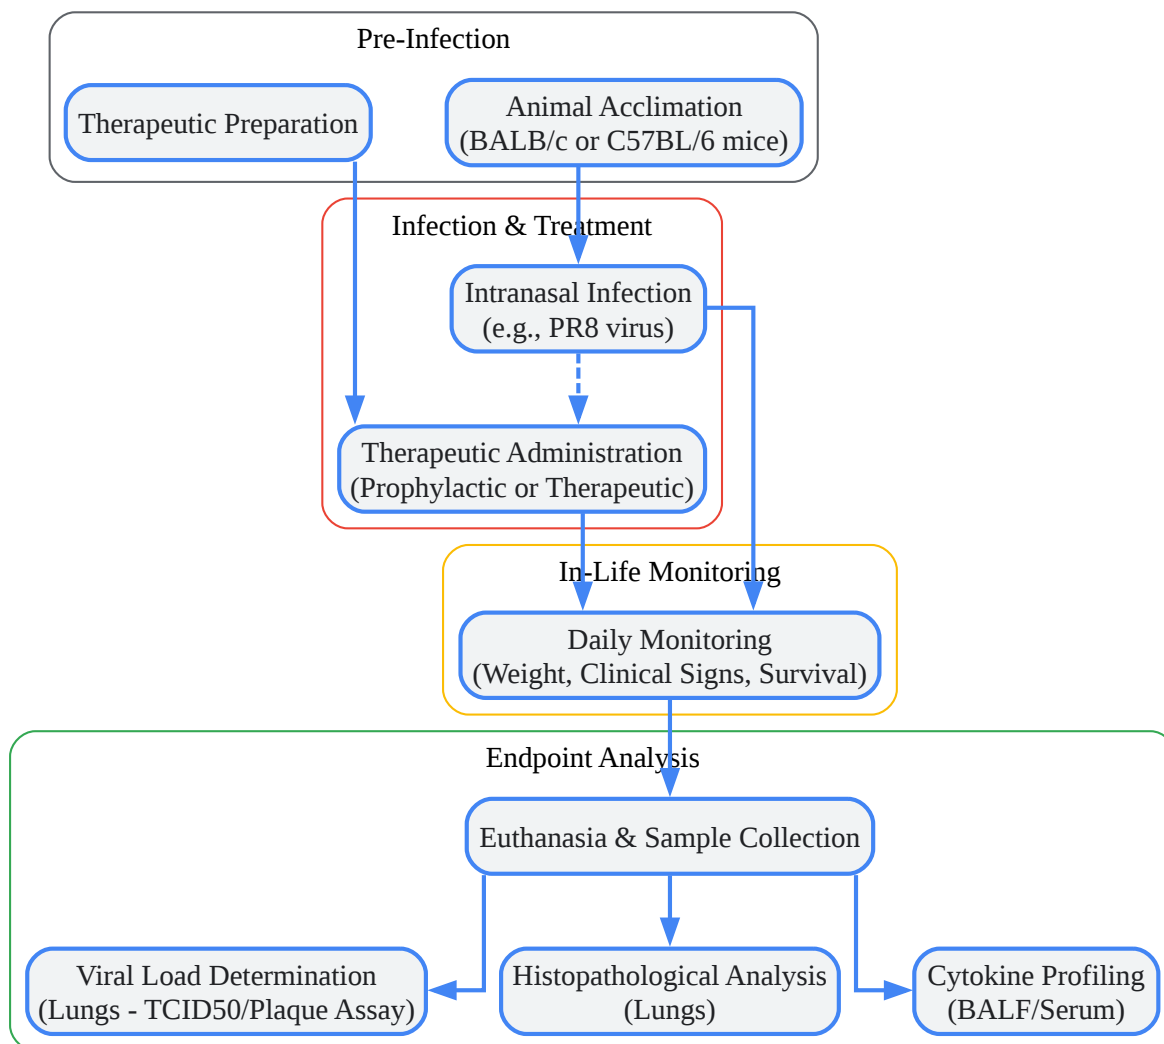 Pre-Infection
Therapeutic Preparation
Animal Acclimation
(BALB/c or C57BL/6 mice)
Infection & Treatment
Intranasal Infection
(e.g., PR8 virus)
Therapeutic Administration
(Prophylactic or Therapeutic)
In-Life Monitoring
Daily Monitoring
(Weight, Clinical Signs, Survival)
Endpoint Analysis
Euthanasia & Sample Collection
Viral Load Determination
(Lungs - TCID50/Plaque Assay)
Histopathological Analysis
(Lungs)
Cytokine Profiling
(BALF/Serum)